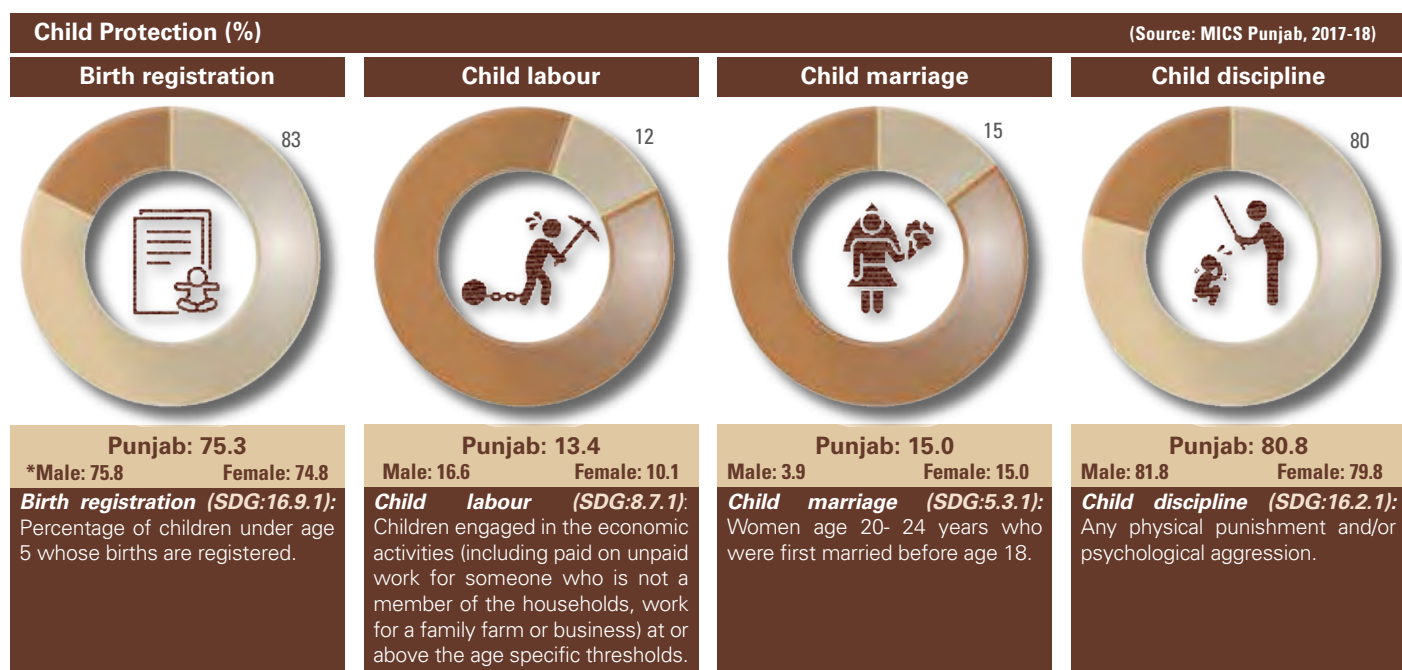 Child Protection (%)
(Source: MICS Punjab, 2017-18)
Birth registration
83
Punjab: 75.3
*Male: 75.8 Female: 74.8
Birth registration (SDG:16.9.1):
Percentage of children under age
5 whose births are registered.
Child labour
12
Punjab: 13.4
Male: 16.6 Female: 10.1
Child labour (SDG:8.7.1):
Children engaged in the economic
activities (including paid on unpaid
work for someone who is not a
member of the households, work
for a family farm or business) at or
above the age specific thresholds.
Child marriage
15
Punjab: 15.0
Male: 3.9 Female: 15.0
Child marriage (SDG:5.3.1):
Women age 20- 24 years who
were first married before age 18.
Child discipline
80
Punjab: 80.8
Male: 81.8 Female: 79.8
Child discipline (SDG:16.2.1):
Any physical punishment and/or
psychological aggression.